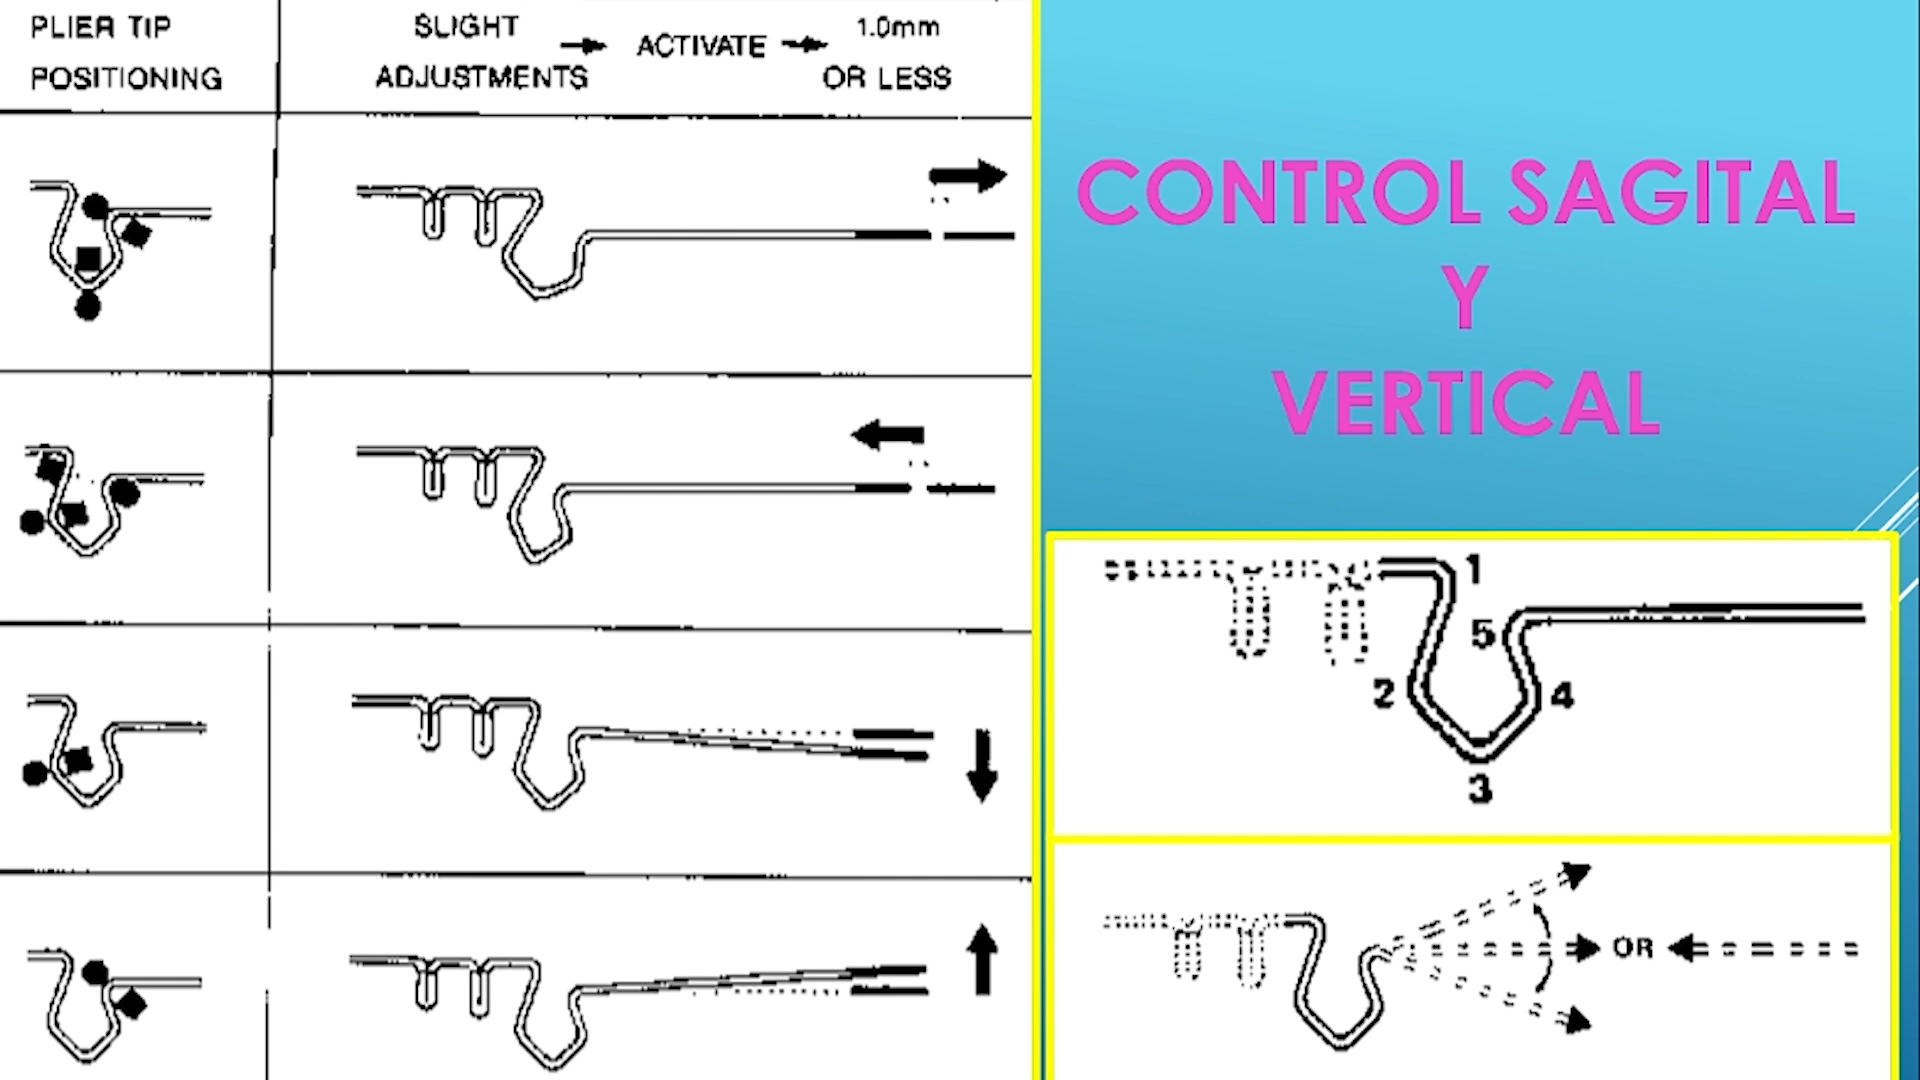 PLIER TIP
POSITIONING
SLIGHT
ADJUSTMENTS
ACTIVATE
1.0mm
OR LESS
CONTROL SAGITAL
Y
VERTICAL
1
5
2
4
3
OR